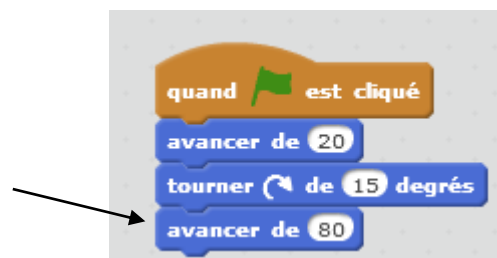 quand est cliqué
avancer de 20
tourner de 15 degrés
avancer de 80